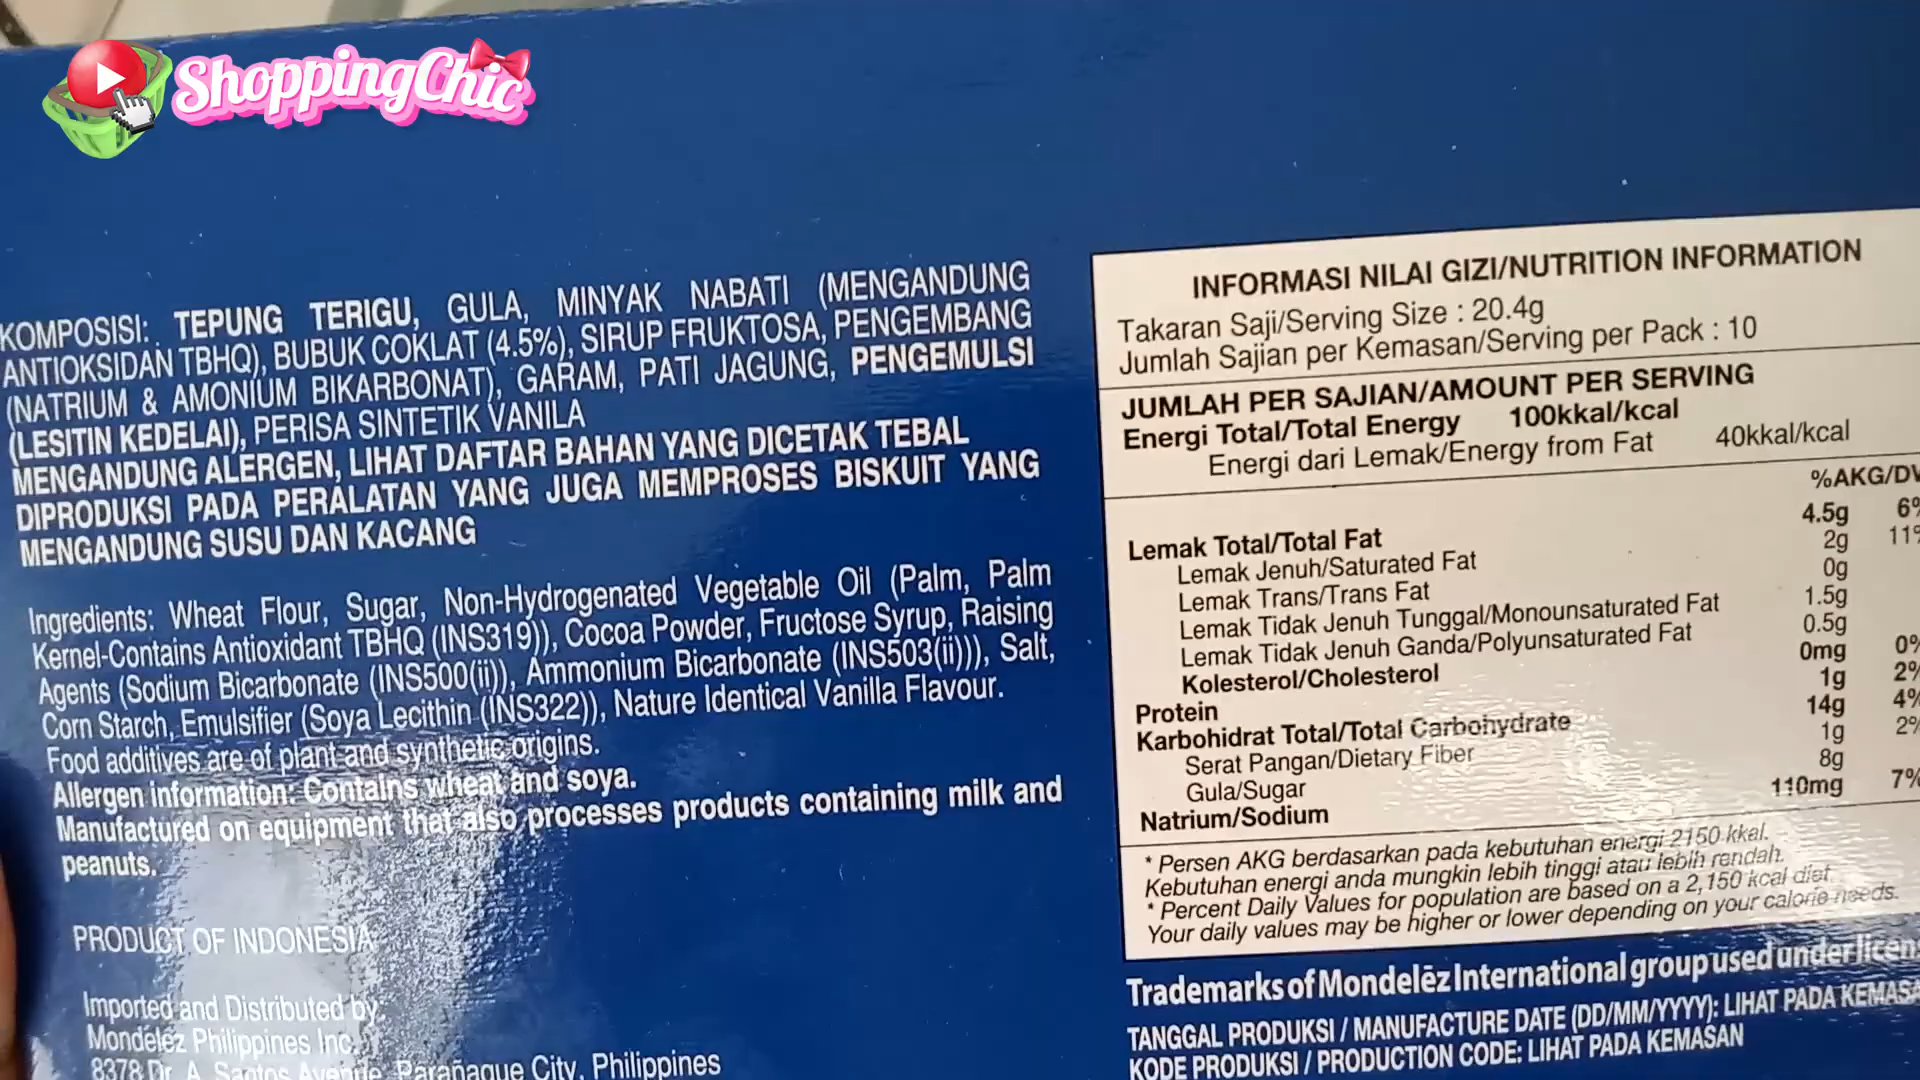 ShoppingChic
KOMPOSISI: TEPUNG TERIGU, GULA, MINYAK NABATI (MENGANDUNG
ANTIOKSIDAN TBHQ), BUBUK COKLAT (4.5%), SIRUP FRUKTOSA, PENGEMBANG
(NATRIUM & AMONIUM BIKARBONAT), GARAM, PATI JAGUNG, PENGEMULSI
(LESITIN KEDELAI), PERISA SINTETIK VANILA
MENGANDUNG ALERGEN, LIHAT DAFTAR BAHAN YANG DICETAK TEBAL
DIPRODUKSI PADA PERALATAN YANG JUGA MEMPROSES BISKUIT YANG
MENGANDUNG SUSU DAN KACANG
Ingredients: Wheat Flour, Sugar, Non-Hydrogenated Vegetable Oil (Palm, Palm
Kernel-Contains Antioxidant TBHQ (INS319)), Cocoa Powder, Fructose Syrup, Raising
Agents (Sodium Bicarbonate (INS500(ii)), Ammonium Bicarbonate (INS503(ii))), Salt,
Corn Starch, Emulsifier (Soya Lecithin (INS322)), Nature Identical Vanilla Flavour.
Food additives are of plant and synthetic origins.
Allergen information: Contains wheat and soya.
Manufactured on equipment that also processes products containing milk and
peanuts.
PRODUCT OF INDONESIA
Imported and Distributed by:
Mondelēz Philippines Inc.
8378 Dr. A. Santos Avenue, Parañaque City, Philippines
INFORMASI NILAI GIZI/NUTRITION INFORMATION
Takaran Saji/Serving Size : 20.4g
Jumlah Sajian per Kemasan/Serving per Pack : 10
JUMLAH PER SAJIAN/AMOUNT PER SERVING
Energi Total/Total Energy 100kkal/kcal
Energi dari Lemak/Energy from Fat 40kkal/kcal
%AKG/DV
Lemak Total/Total Fat 4.5g 6%
Lemak Jenuh/Saturated Fat 2g 11%
Lemak Trans/Trans Fat 0g
Lemak Tidak Jenuh Tunggal/Monounsaturated Fat 1.5g
Lemak Tidak Jenuh Ganda/Polyunsaturated Fat 0.5g
Kolesterol/Cholesterol 0mg 0%
Protein 1g 2%
Karbohidrat Total/Total Carbohydrate 14g 4%
Serat Pangan/Dietary Fiber 1g 2%
Gula/Sugar 8g
Natrium/Sodium 110mg 7%
* Persen AKG berdasarkan pada kebutuhan energi 2150 kkal.
Kebutuhan energi anda mungkin lebih tinggi atau lebih rendah.
* Percent Daily Values for population are based on a 2,150 kcal diet.
Your daily values may be higher or lower depending on your calorie needs.
Trademarks of Mondelēz International group used under licens
TANGGAL PRODUKSI / MANUFACTURE DATE (DD/MM/YYYY): LIHAT PADA KEMASA
KODE PRODUKSI / PRODUCTION CODE: LIHAT PADA KEMASAN